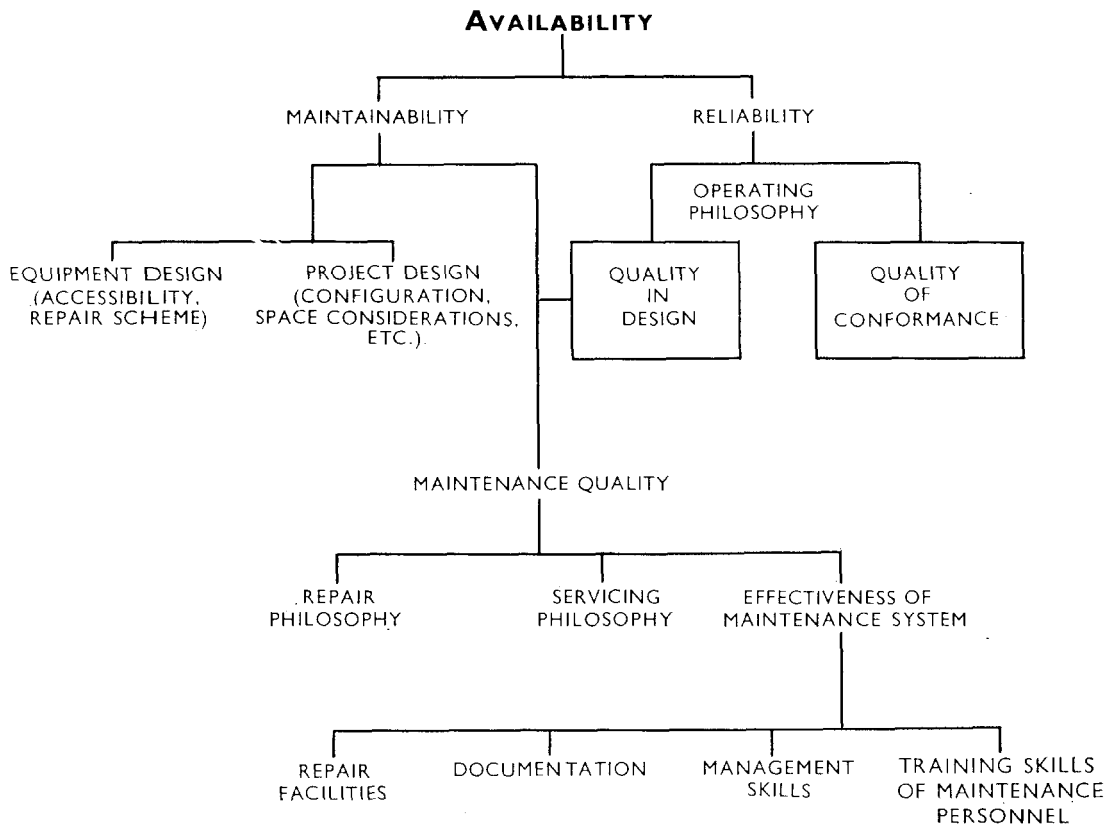 AVAILABILITY
MAINTAINABILITY
RELIABILITY
OPERATING
PHILOSOPHY
EQUIPMENT DESIGN
(ACCESSIBILITY,
REPAIR SCHEME)
PROJECT DESIGN
(CONFIGURATION,
SPACE CONSIDERATIONS,
ETC.)
QUALITY
IN
DESIGN
QUALITY
OF
CONFORMANCE
MAINTENANCE QUALITY
REPAIR
PHILOSOPHY
SERVICING
PHILOSOPHY
EFFECTIVENESS OF
MAINTENANCE SYSTEM
REPAIR
FACILITIES
DOCUMENTATION
MANAGEMENT
SKILLS
TRAINING SKILLS
OF MAINTENANCE
PERSONNEL